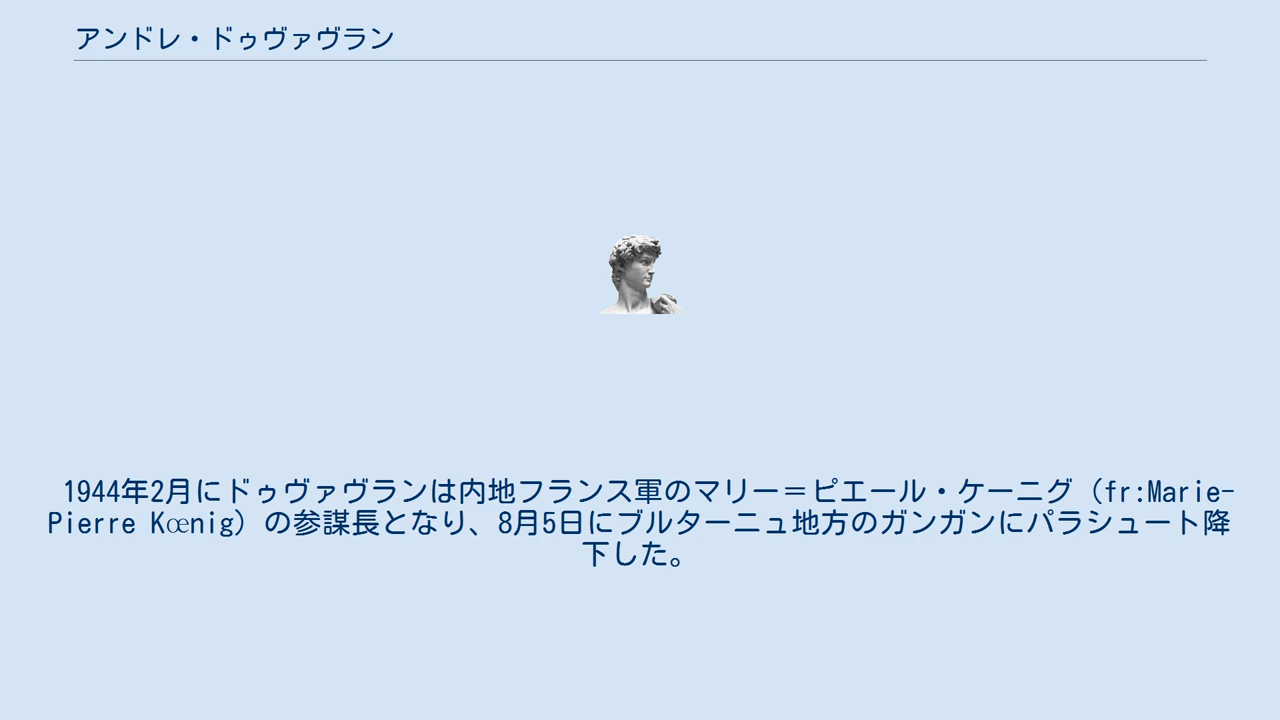 アンドレ・ドゥヴァヴラン
1944年2月にドゥヴァヴランは内地フランス軍のマリー＝ピエール・ケーニグ（fr:Marie-
Pierre Kœnig）の参謀長となり、8月5日にブルターニュ地方のガンガンにパラシュート降
下した。